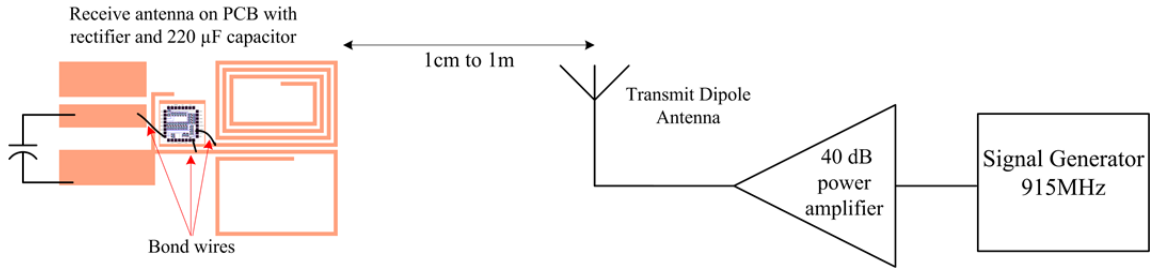 Receive antenna on PCB with
rectifier and 220 µF capacitor
1cm to 1m
Transmit Dipole
Antenna
40 dB
power
amplifier
Signal Generator
915MHz
Bond wires